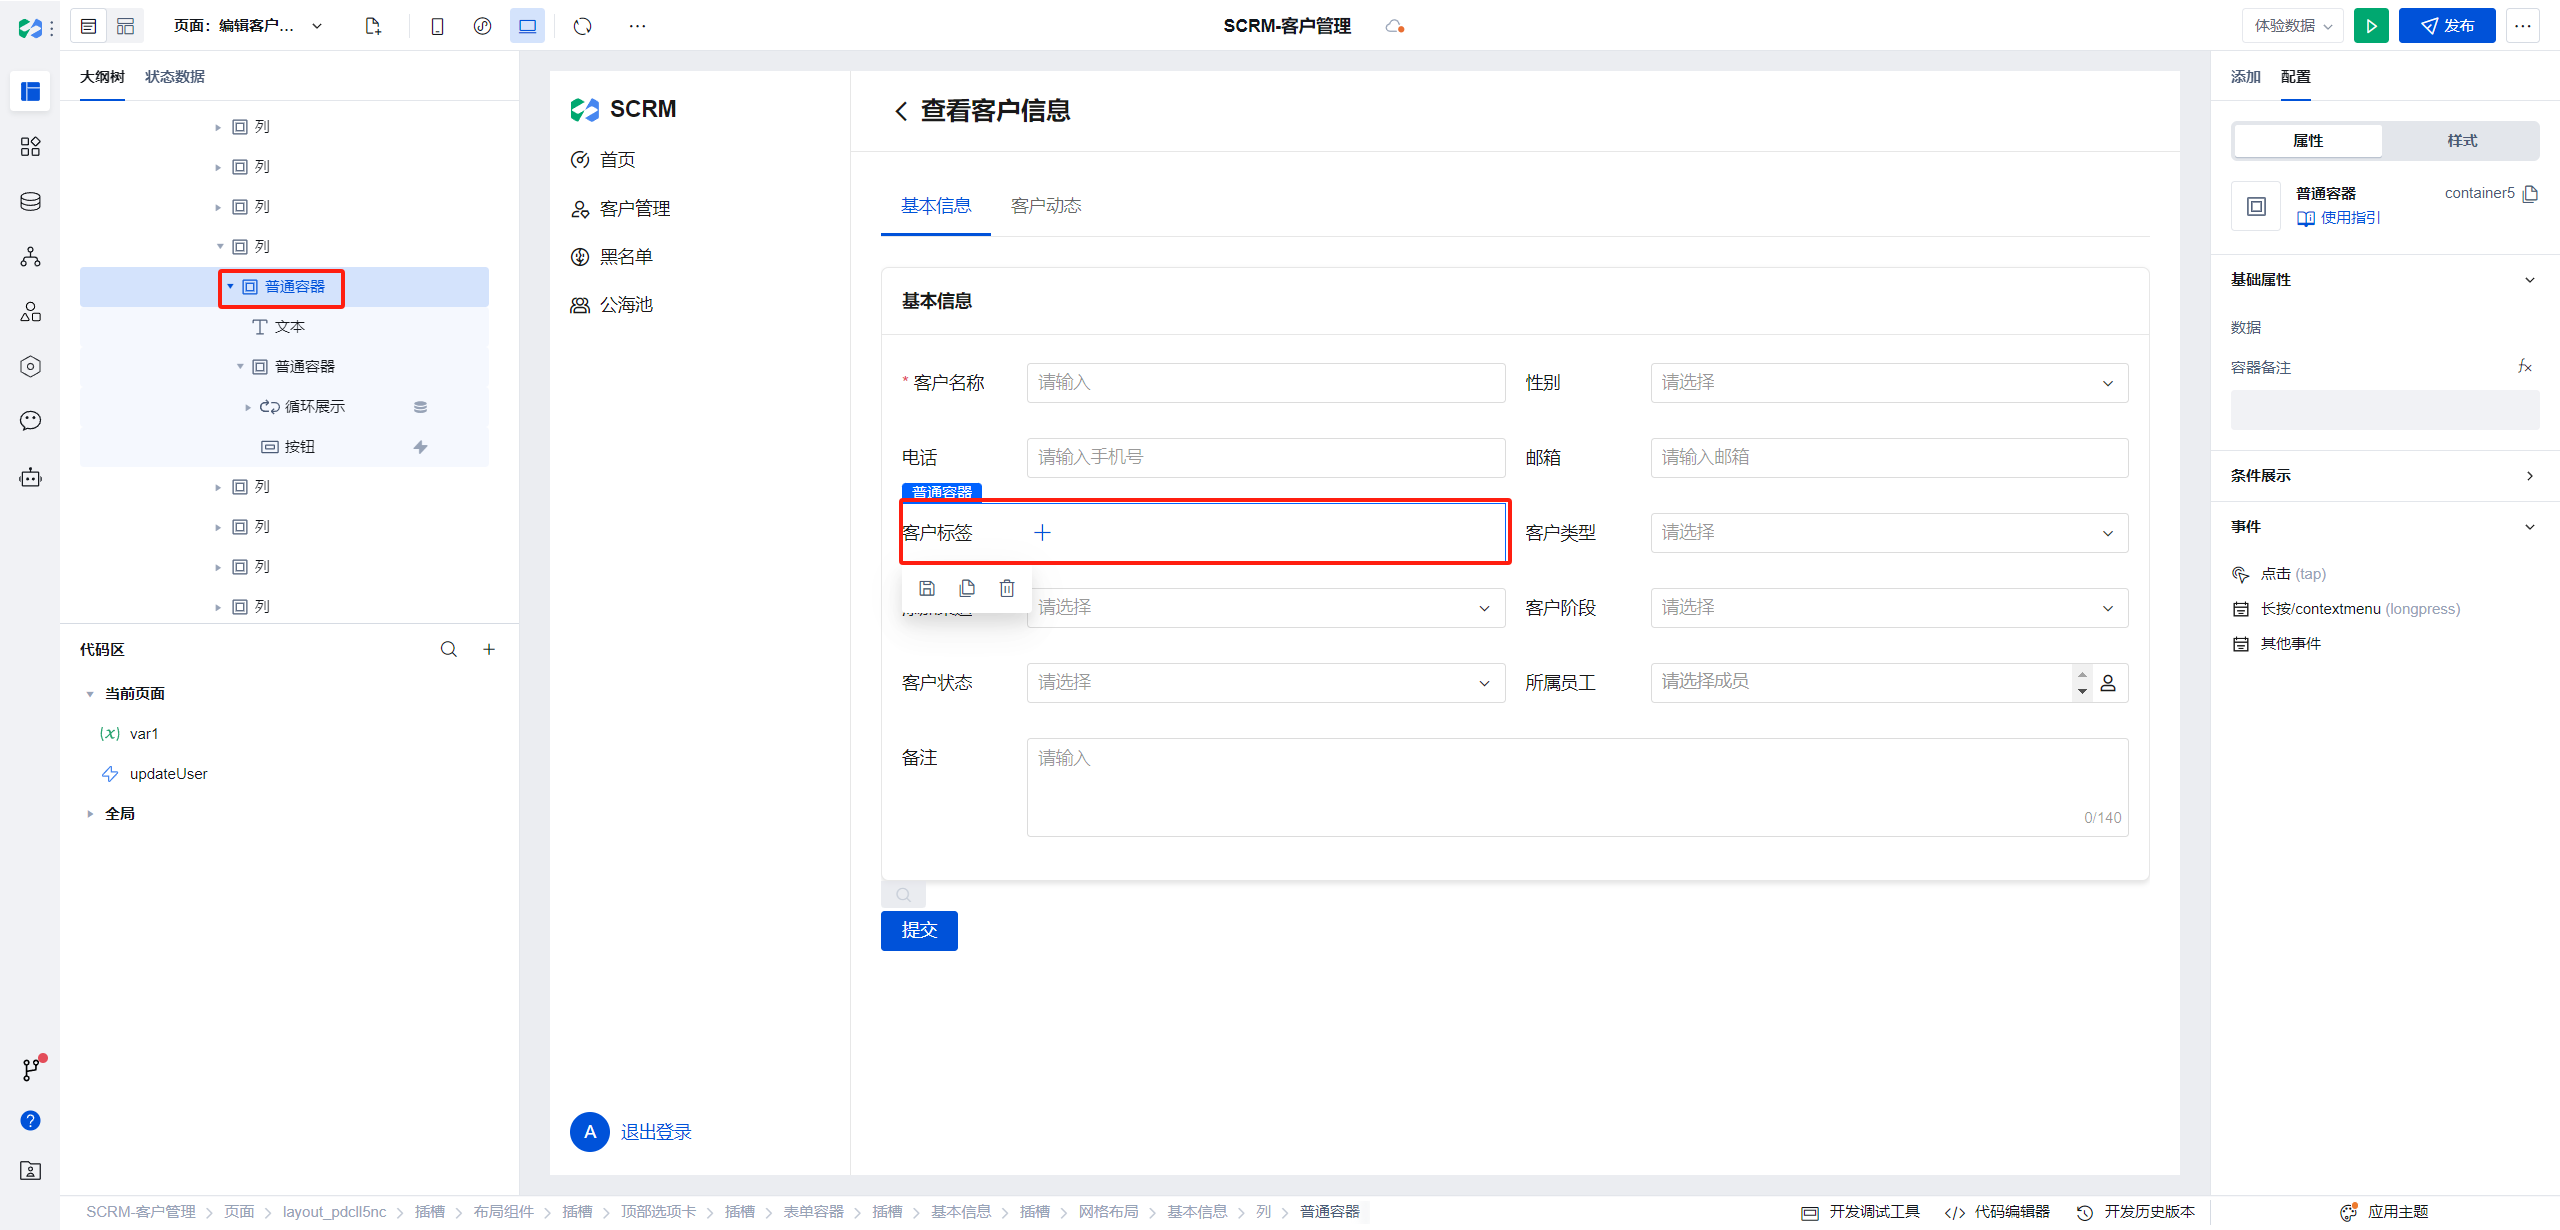 页面：编辑客户...
SCRM-客户管理
体验数据
发布
大纲树
状态数据
列
列
列
列
普通容器
文本
普通容器
循环展示
按钮
列
列
列
列
代码区
当前页面
(x) var1
updateUser
全局
SCRM
首页
客户管理
黑名单
公海池
A
退出登录
查看客户信息
基本信息
客户动态
基本信息
* 客户名称
请输入
性别
请选择
电话
请输入手机号
邮箱
请输入邮箱
普通容器
客户标签
客户类型
请选择
请选择
客户阶段
请选择
客户状态
请选择
所属员工
请选择成员
备注
请输入
0/140
提交
添加
配置
属性
样式
普通容器
container5
使用指引
基础属性
数据
容器备注
fx
条件展示
事件
点击 (tap)
长按/contextmenu (longpress)
其他事件
SCRM-客户管理 > 页面 > layout_pdcll5nc > 插槽 > 布局组件 > 插槽 > 顶部选项卡 > 插槽 > 表单容器 > 插槽 > 基本信息 > 插槽 > 网格布局 > 基本信息 > 列 > 普通容器
开发调试工具
代码编辑器
开发历史版本
应用主题